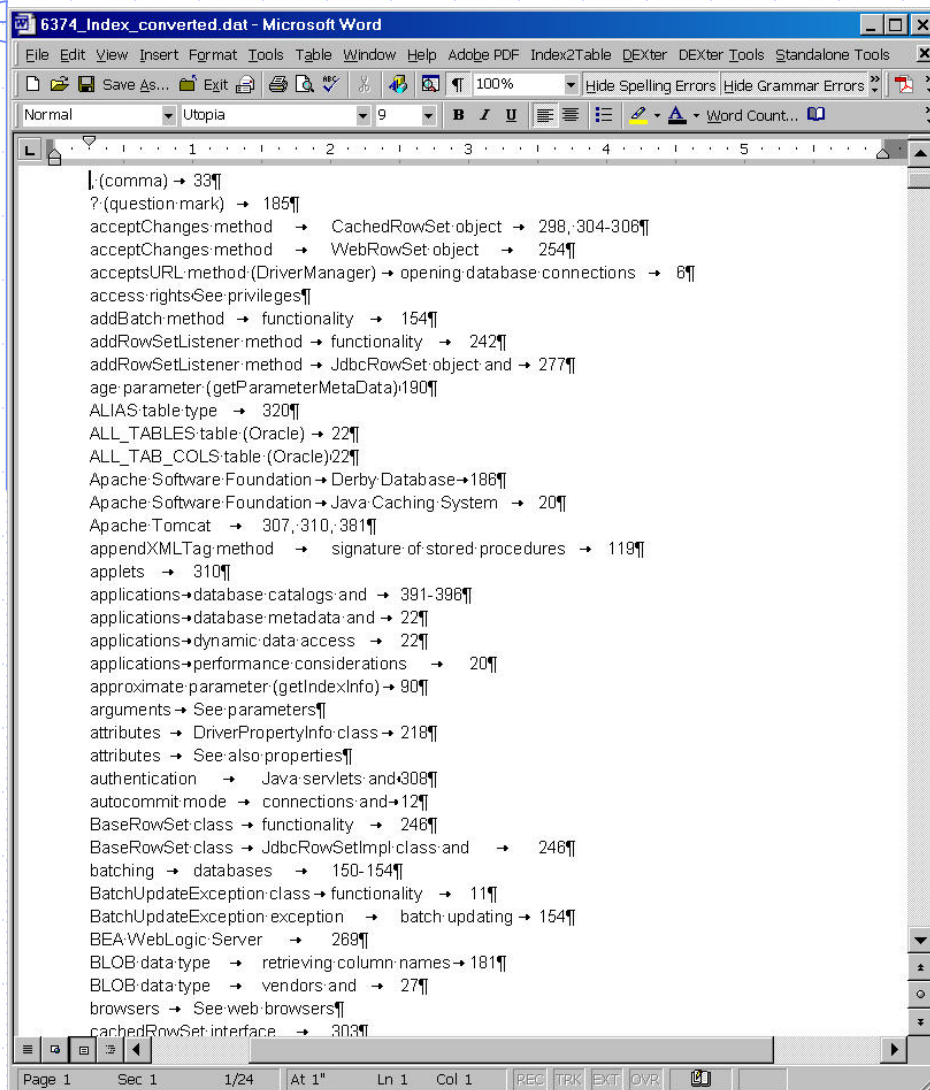 6374_Index_converted.dat - Microsoft Word
File Edit View Insert Format Tools Table Window Help Adobe PDF Index2Table DEXter DEXter Tools Standalone Tools
Save As... Exit 100% Hide Spelling Errors Hide Grammar Errors
Normal Utopia 9 B I U A Word Count...
1 2 3 4 5
, (comma) → 33¶
? (question mark) → 185¶
acceptChanges method → CachedRowSet object → 298, 304-306¶
acceptChanges method → WebRowSet object → 254¶
acceptsURL method (DriverManager) → opening database connections → 6¶
access rights→See privileges¶
addBatch method → functionality → 154¶
addRowSetListener method → functionality → 242¶
addRowSetListener method → JdbcRowSet object and → 277¶
age parameter (getParameterMetaData)→190¶
ALIAS table type → 320¶
ALL_TABLES table (Oracle) → 22¶
ALL_TAB_COLS table (Oracle)→22¶
Apache Software Foundation → Derby Database→186¶
Apache Software Foundation → Java Caching System → 20¶
Apache Tomcat → 307, 310, 381¶
appendXMLTag method → signature of stored procedures → 119¶
applets → 310¶
applications→database catalogs and → 391-396¶
applications→database metadata and → 22¶
applications→dynamic data access → 22¶
applications→performance considerations → 20¶
approximate parameter (getIndexInfo) → 90¶
arguments → See parameters¶
attributes → DriverPropertyInfo class → 218¶
attributes → See also properties¶
authentication → Java servlets and→308¶
autocommit mode → connections and→12¶
BaseRowSet class → functionality → 246¶
BaseRowSet class → JdbcRowSetImpl class and → 246¶
batching → databases → 150-154¶
BatchUpdateException class → functionality → 11¶
BatchUpdateException exception → batch updating → 154¶
BEA WebLogic Server → 269¶
BLOB data type → retrieving column names → 181¶
BLOB data type → vendors and → 27¶
browsers → See web browsers¶
cachedRowSet interface → 303¶
Page 1 Sec 1 1/24 At 1" Ln 1 Col 1 REC TRK EXT OVR